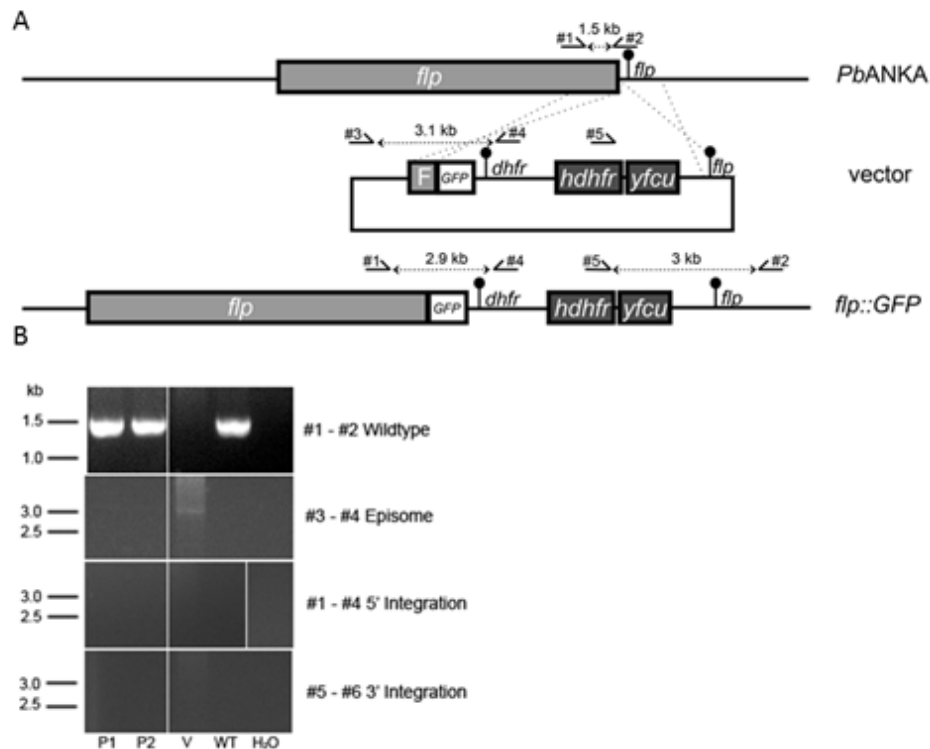 A
1.5 kb
#1 #2
flp flp PbANKA
#3 3.1 kb #4 #5
F GFP dhfr hdhfr yfcu flp vector
#1 2.9 kb #4 #5 3 kb #2
flp GFP dhfr hdhfr yfcu flp flp::GFP
B
kb
1.5
1.0
#1 - #2 Wildtype
3.0
2.5
#3 - #4 Episome
3.0
2.5
#1 - #4 5' Integration
3.0
2.5
#5 - #6 3' Integration
P1 P2 V WT H₂O